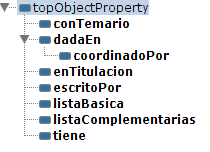 topObjectProperty
conTemario
dadaEn
coordinadoPor
enTitulacion
escritoPor
listaBasica
listaComplementarias
tiene